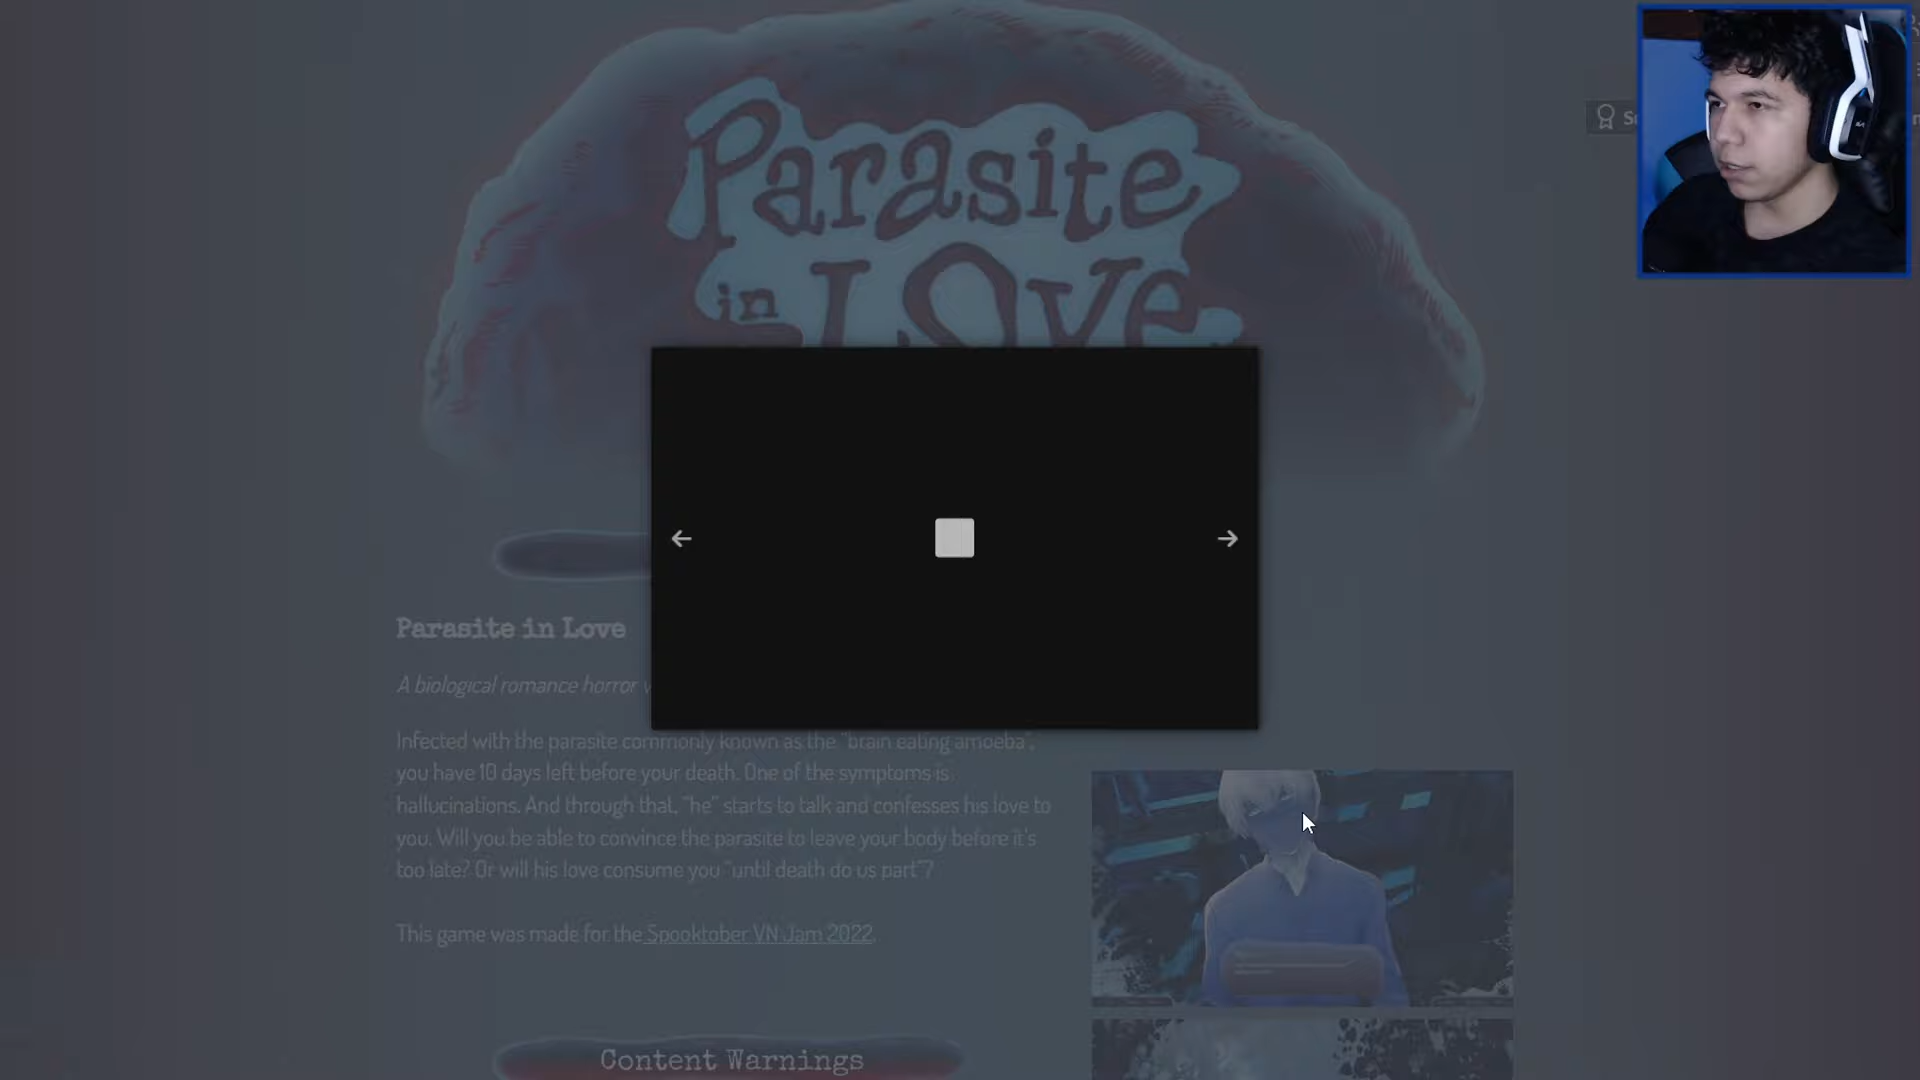 Parasite
in Love
Parasite in Love
A biological romance horror
Infected with the parasite commonly known as the "brain eating amoeba",
you have 10 days left before your death. One of the symptoms is
hallucinations. And through that, "he" starts to talk and confesses his love to
you. Will you be able to convince the parasite to leave your body before it's
too late? Or will his love consume you "until death do us part"?
This game was made for the Spooktober VN Jam 2022.
Content Warnings